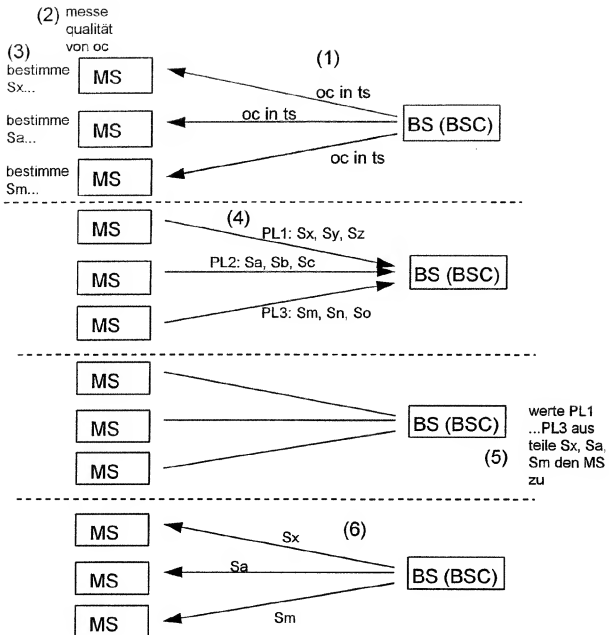 (2) messe
qualität
von oc
(3)
bestimme
Sx...
MS
(1)
oc in ts
bestimme
Sa...
MS
oc in ts
BS (BSC)
bestimme
Sm...
MS
oc in ts
MS
(4)
PL1: Sx, Sy, Sz
MS
PL2: Sa, Sb, Sc
BS (BSC)
MS
PL3: Sm, Sn, So
MS
MS
BS (BSC)
MS
(5)
werte PL1
...PL3 aus
teile Sx, Sa,
Sm den MS
zu
MS
(6)
Sx
MS
Sa
BS (BSC)
MS
Sm